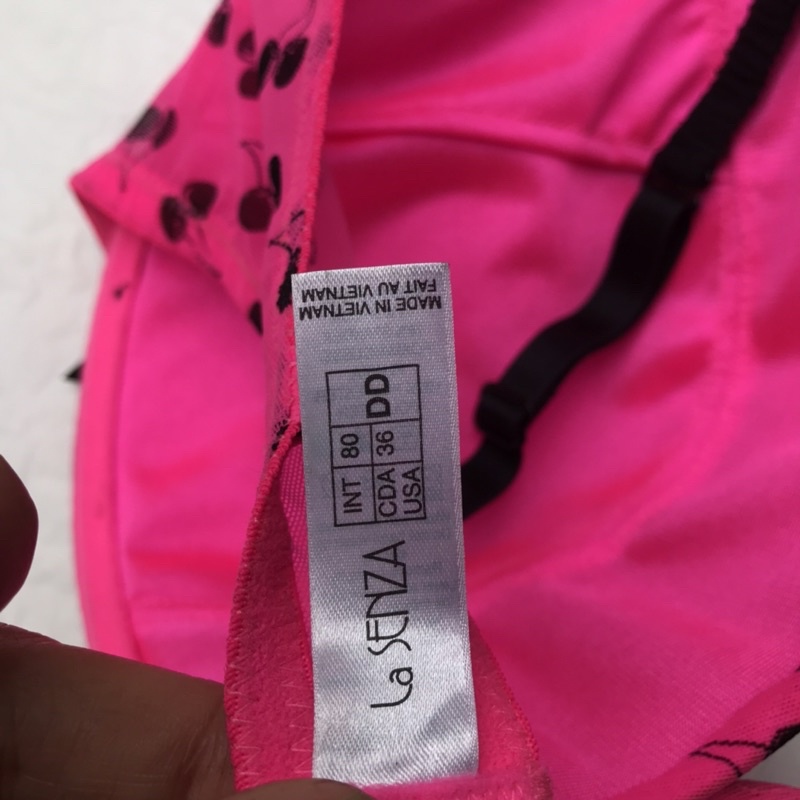 La SENZA
INT 80
CDA 36 DD
USA
MADE IN VIETNAM
FAIT AU VIETNAM